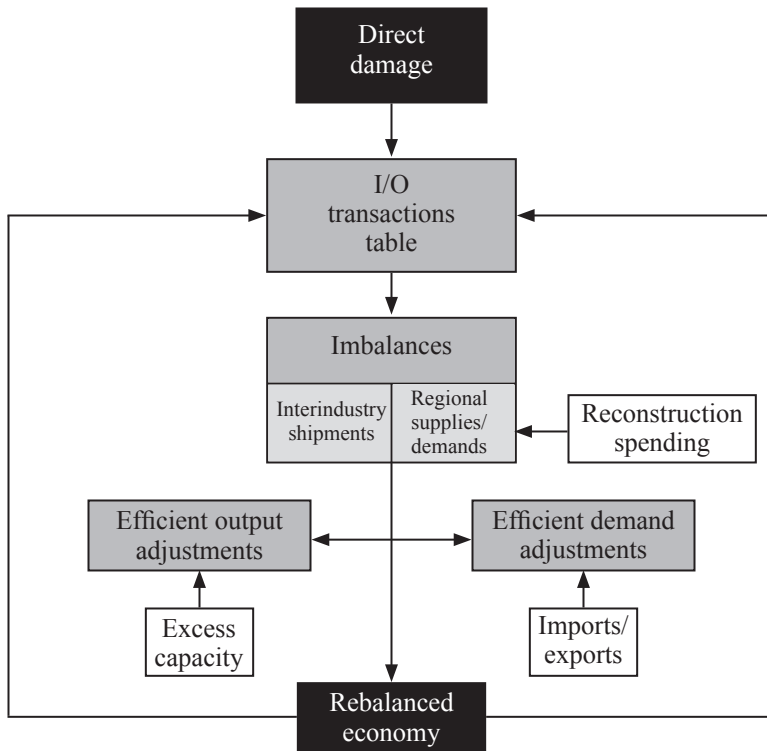 Direct
damage
I/O
transactions
table
Imbalances
Interindustry
shipments
Regional
supplies/
demands
Reconstruction
spending
Efficient output
adjustments
Efficient demand
adjustments
Excess
capacity
Imports/
exports
Rebalanced
economy